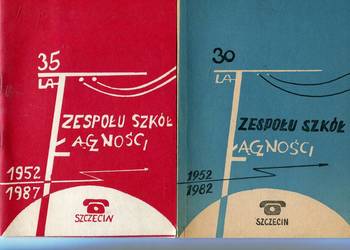 35
LAT
ZESPOŁU SZKÓŁ
ŁĄCZNOŚCI
1952
1987
SZCZECIN
30
LAT
ZESPOŁU SZKÓŁ
ŁĄCZNOŚCI
1952
1982
SZCZECIN